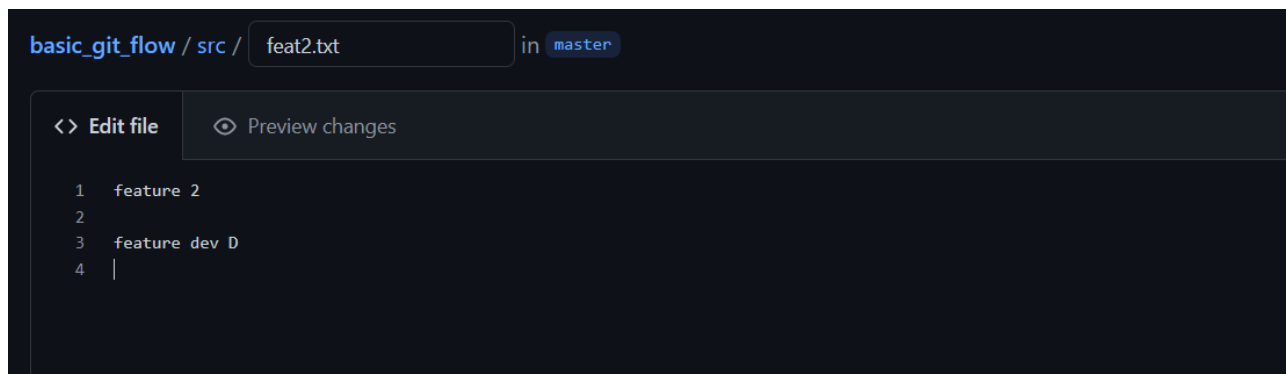 basic_git_flow / src / feat2.txt in master
<> Edit file Preview changes
1 feature 2
2
3 feature dev D
4